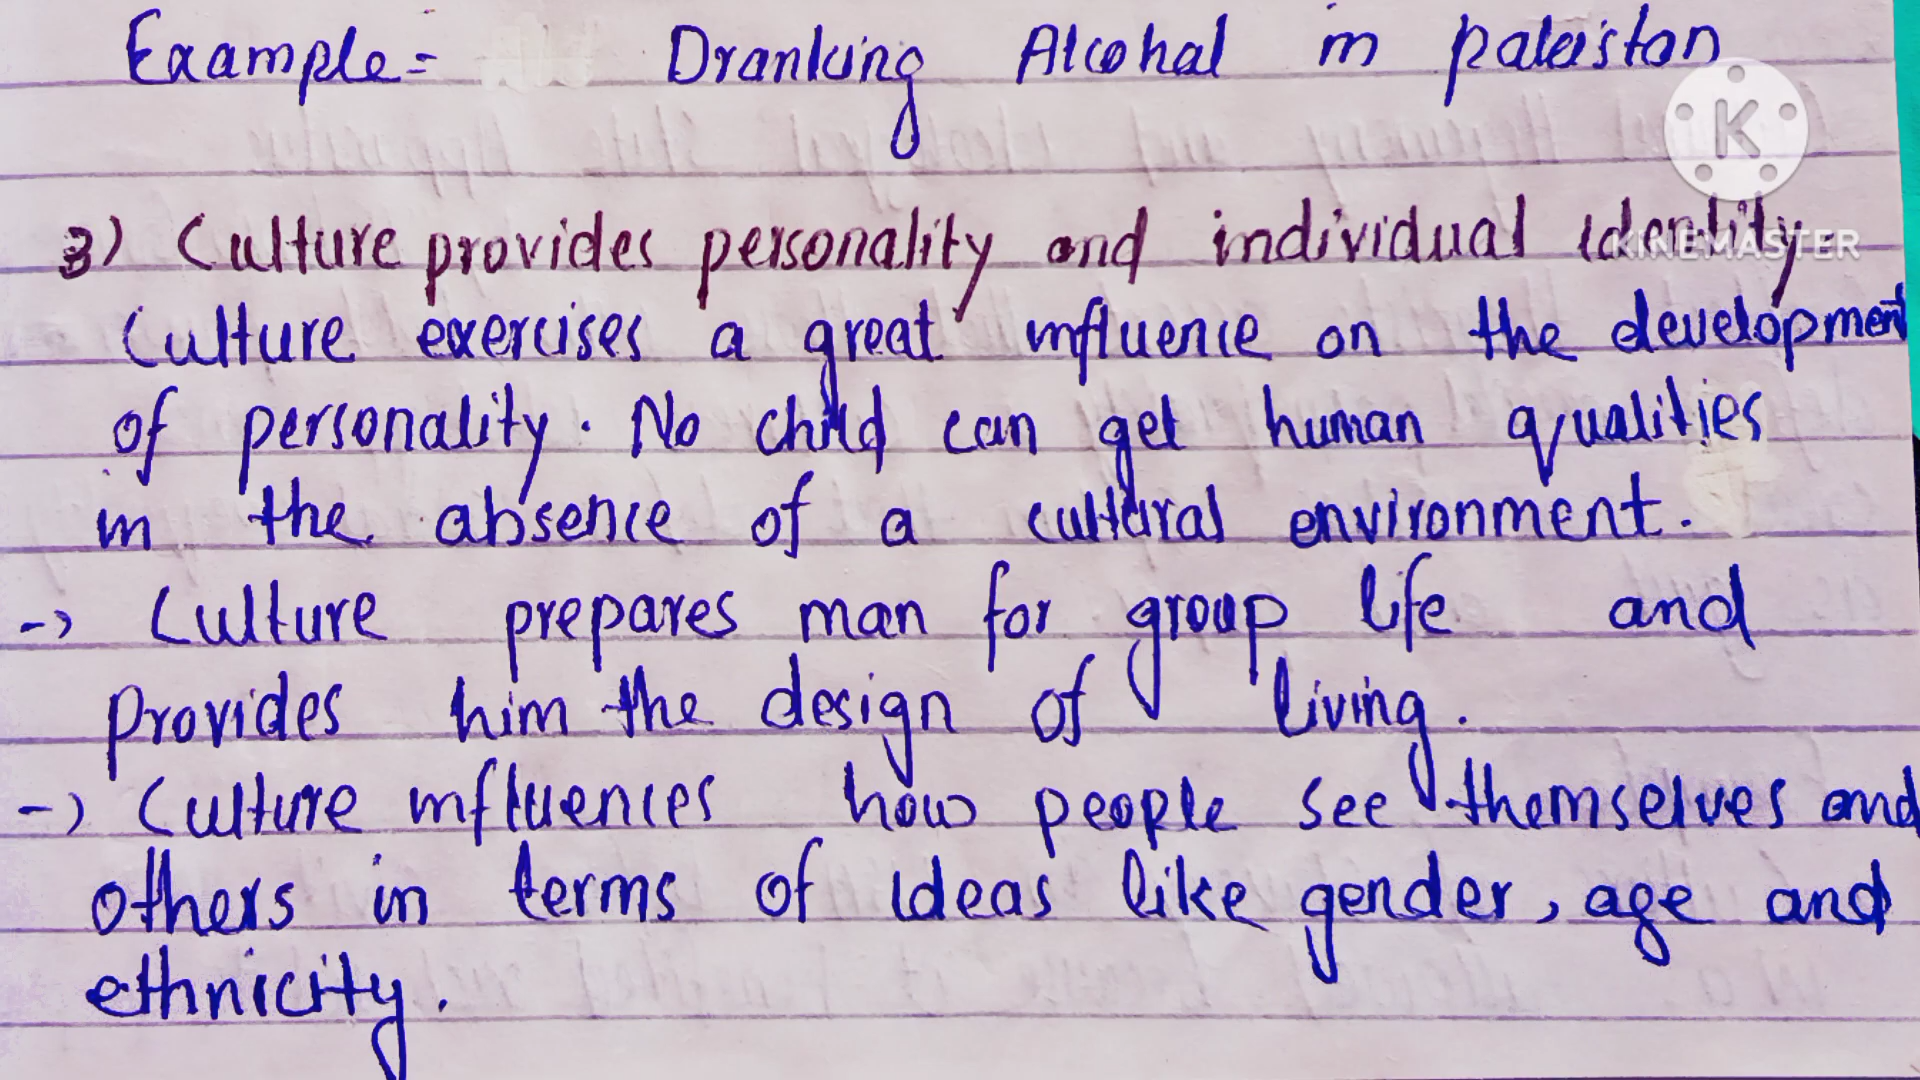 Example:- Dranking Alcohal in pakistan
K
KINEMASTER
3) Culture provides personality and individual identity
Culture exercises a great influence on the development
of personality. No child can get human qualities
in the absence of a cultural environment.
-> Culture prepares man for group life and
provides him the design of living.
-> Culture influences how people see themselves and
others in terms of ideas like gender, age and
ethnicity.